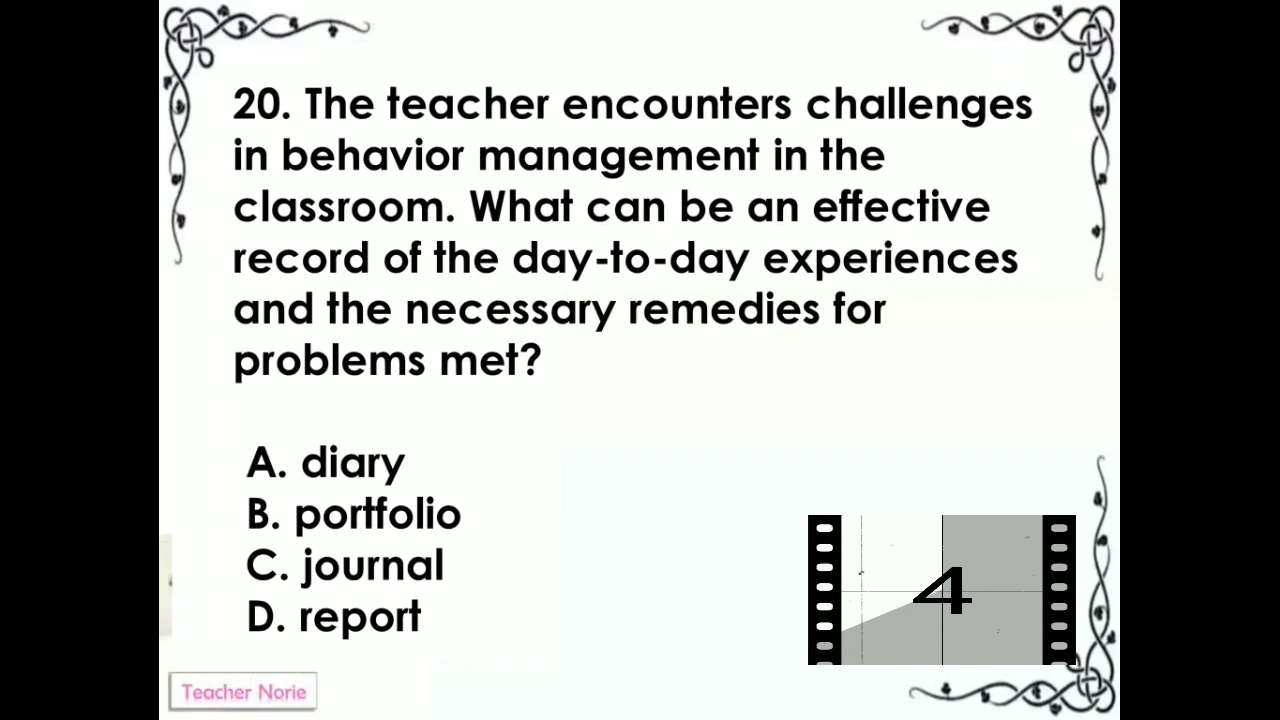 20. The teacher encounters challenges
in behavior management in the
classroom. What can be an effective
record of the day-to-day experiences
and the necessary remedies for
problems met?
A. diary
B. portfolio
C. journal
D. report
4
Teacher Norie